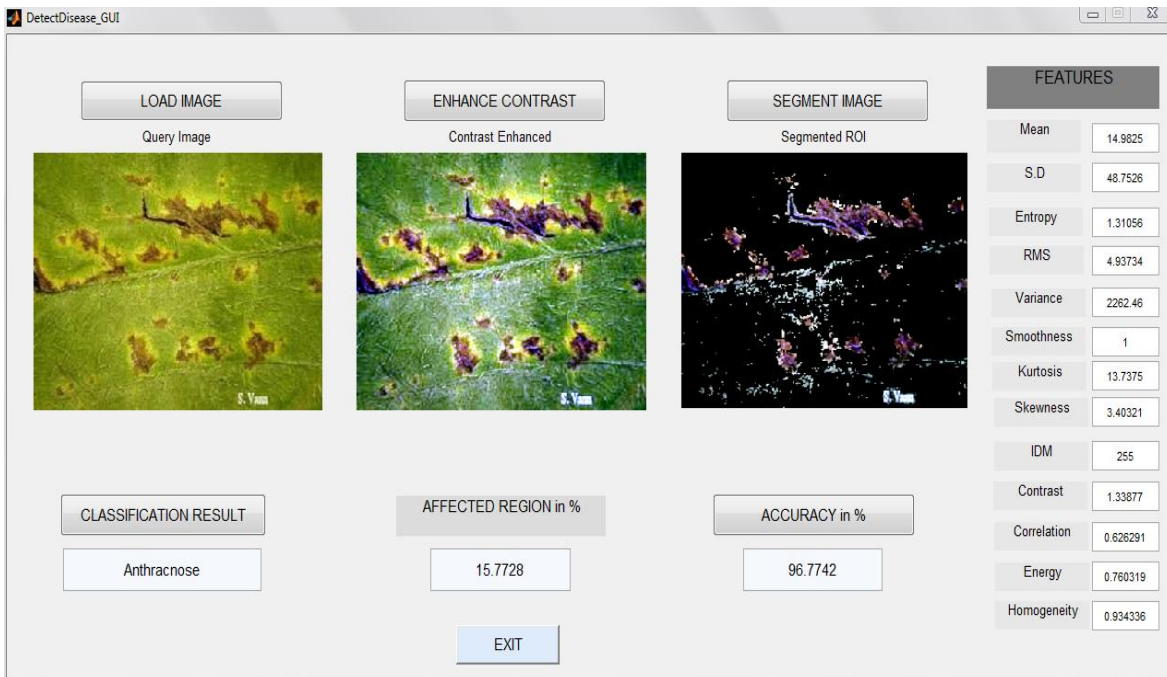 DetectDisease_GUI
LOAD IMAGE
ENHANCE CONTRAST
SEGMENT IMAGE
Query Image
Contrast Enhanced
Segmented ROI
S. Vann
S. Vann
S. Vann
CLASSIFICATION RESULT
AFFECTED REGION in %
ACCURACY in %
Anthracnose
15.7728
96.7742
EXIT
FEATURES
Mean 14.9825
S.D 48.7526
Entropy 1.31056
RMS 4.93734
Variance 2262.46
Smoothness 1
Kurtosis 13.7375
Skewness 3.40321
IDM 255
Contrast 1.33877
Correlation 0.626291
Energy 0.760319
Homogeneity 0.934336